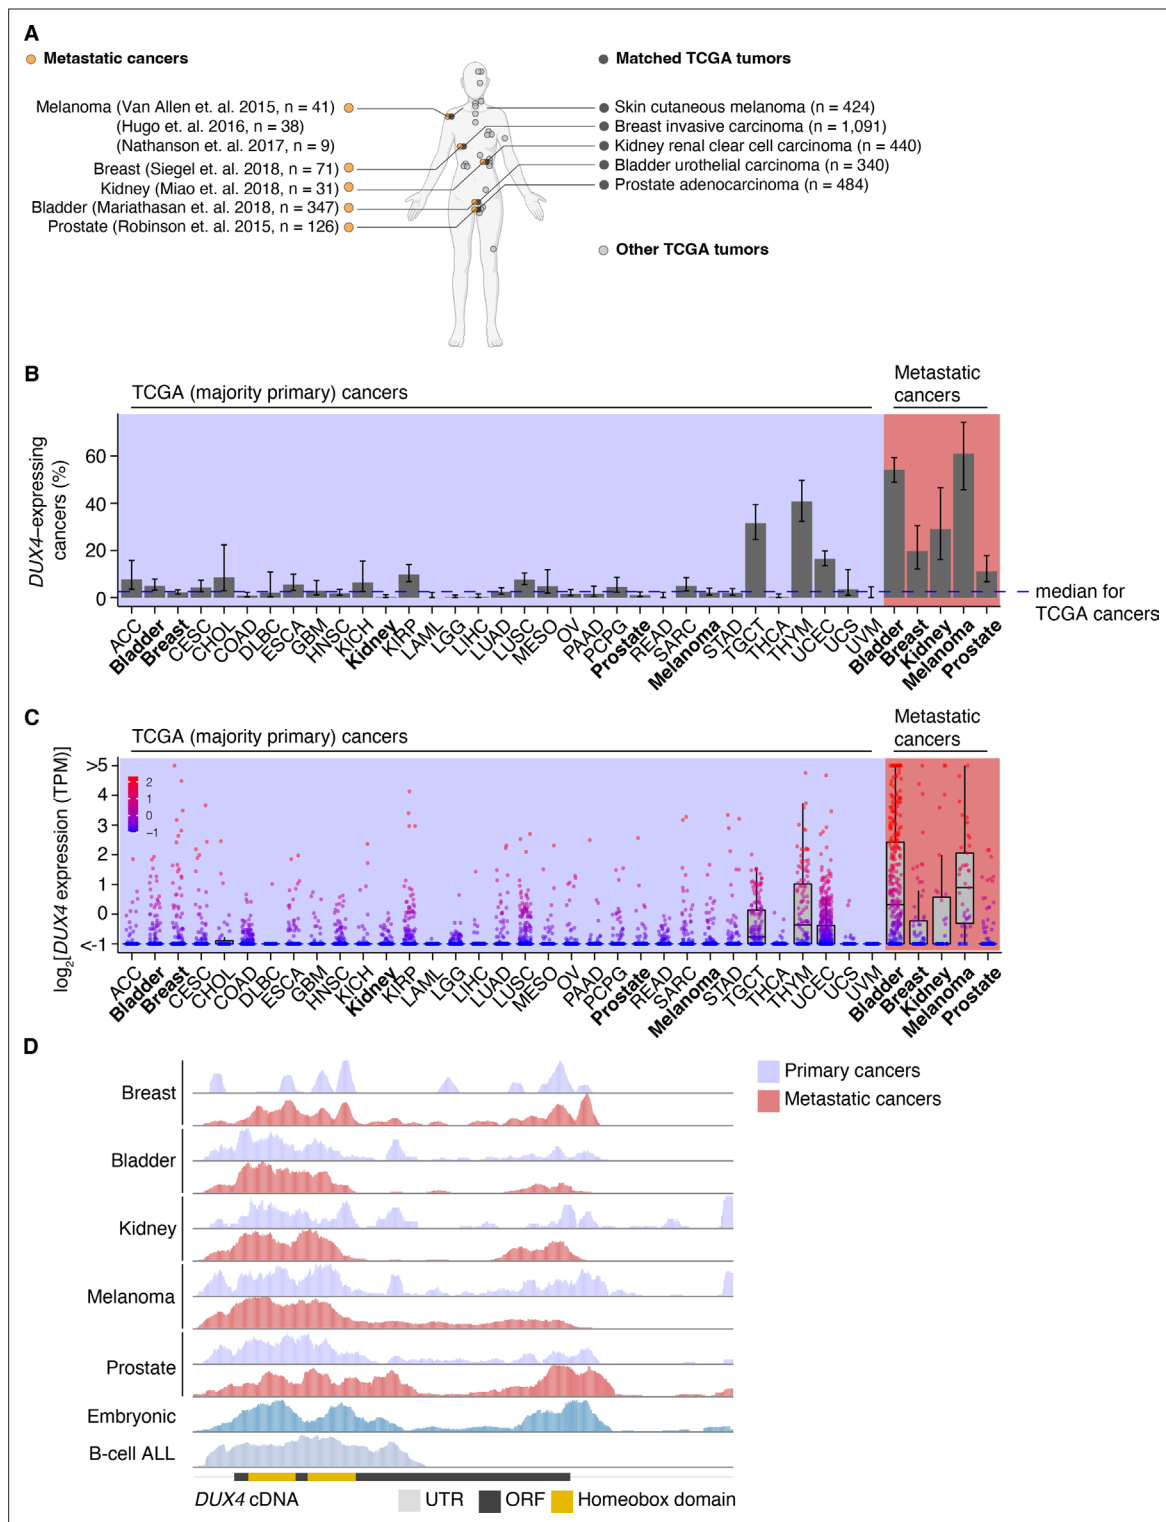 A
Metastatic cancers
Matched TCGA tumors
Melanoma (Van Allen et. al. 2015, n = 41)
(Hugo et. al. 2016, n = 38)
(Nathanson et. al. 2017, n = 9)
Breast (Siegel et. al. 2018, n = 71)
Kidney (Miao et. al. 2018, n = 31)
Bladder (Mariathasan et. al. 2018, n = 347)
Prostate (Robinson et. al. 2015, n = 126)
Skin cutaneous melanoma (n = 424)
Breast invasive carcinoma (n = 1,091)
Kidney renal clear cell carcinoma (n = 440)
Bladder urothelial carcinoma (n = 340)
Prostate adenocarcinoma (n = 484)
Other TCGA tumors
B
TCGA (majority primary) cancers
Metastatic
cancers
DUX4–expressing
cancers (%)
60
40
20
0
median for
TCGA cancers
ACC
Bladder
Breast
CESC
CHOL
COAD
DLBC
ESCA
GBM
HNSC
KICH
Kidney
KIRP
LAML
LGG
LIHC
LUAD
LUSC
MESO
OV
PAAD
PCPG
Prostate
READ
SARC
Melanoma
STAD
TGCT
THCA
THYM
UCEC
UCS
UVM
Bladder
Breast
Kidney
Melanoma
Prostate
C
TCGA (majority primary) cancers
Metastatic
cancers
log2[DUX4 expression (TPM)]
>5
4
3
2
1
0
<-1
2
1
0
−1
ACC
Bladder
Breast
CESC
CHOL
COAD
DLBC
ESCA
GBM
HNSC
KICH
Kidney
KIRP
LAML
LGG
LIHC
LUAD
LUSC
MESO
OV
PAAD
PCPG
Prostate
READ
SARC
Melanoma
STAD
TGCT
THCA
THYM
UCEC
UCS
UVM
Bladder
Breast
Kidney
Melanoma
Prostate
D
Breast
Bladder
Kidney
Melanoma
Prostate
Embryonic
B-cell ALL
Primary cancers
Metastatic cancers
DUX4 cDNA
UTR
ORF
Homeobox domain